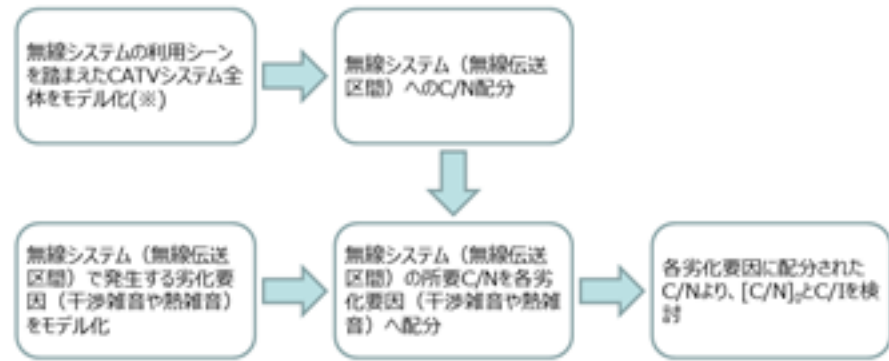 無線システムの利用シーン
を踏まえたCATVシステム全
体をモデル化(※)
無線システム（無線伝送
区間）へのC/N配分
無線システム（無線伝送
区間）で発生する劣化要
因（干渉雑音や熱雑音）
をモデル化
無線システム（無線伝送
区間）の所要C/Nを各劣
化要因（干渉雑音や熱雑
音）へ配分
各劣化要因に配分された
C/Nより、[C/N]とC/Iを検
討